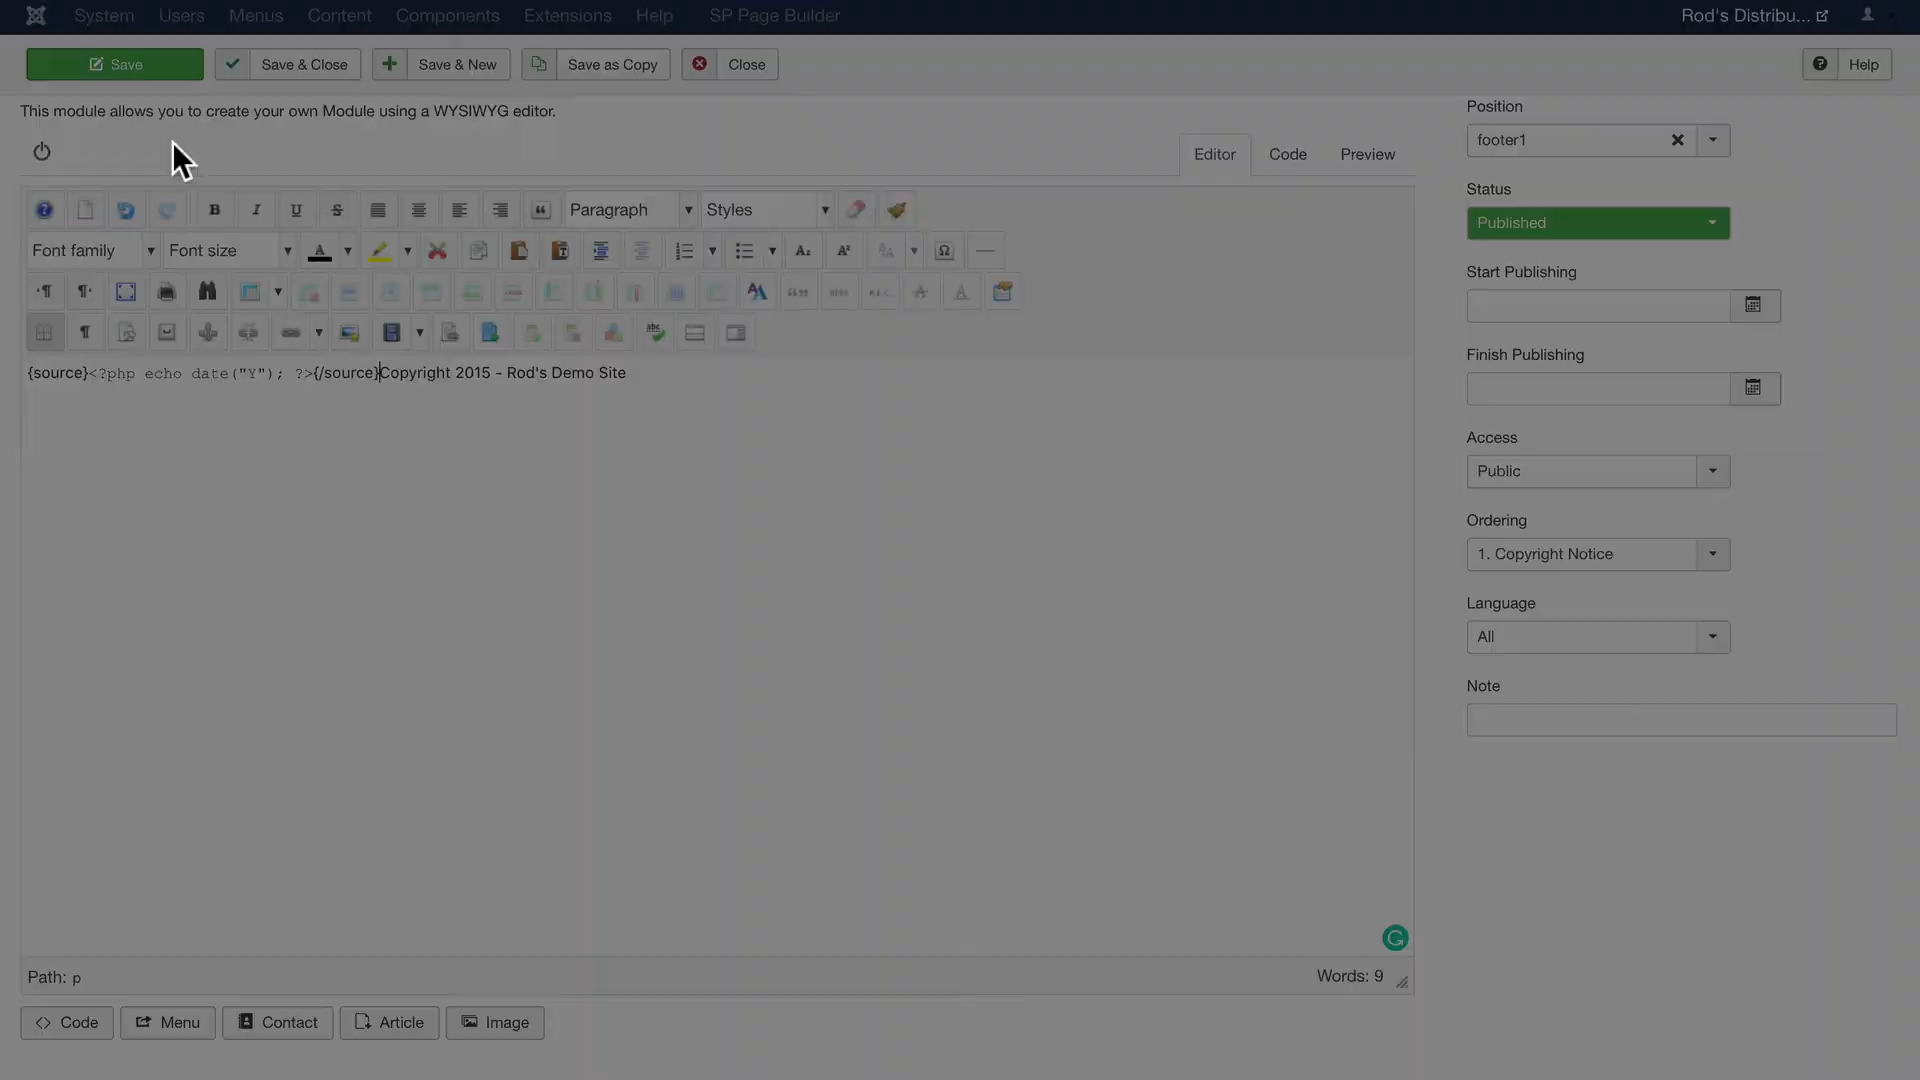 System Users Menus Content Components Extensions Help SP Page Builder Rod's Distribu...
Save Save & Close Save & New Save as Copy Close Help
This module allows you to create your own Module using a WYSIWYG editor.
Editor Code Preview
Paragraph Styles
Font family Font size
{source}<?php echo date("Y"); ?>{/source}Copyright 2015 - Rod's Demo Site
Path: p Words: 9
Code Menu Contact Article Image
Position
footer1
Status
Published
Start Publishing
Finish Publishing
Access
Public
Ordering
1. Copyright Notice
Language
All
Note